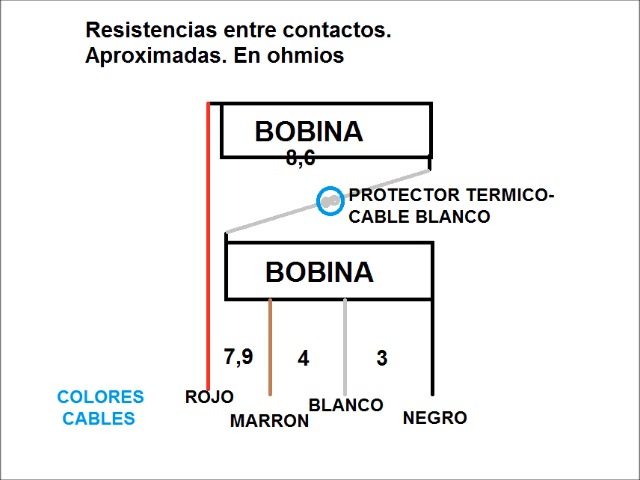 Resistencias entre contactos.
Aproximadas. En ohmios
BOBINA
8,6
PROTECTOR TERMICO-
CABLE BLANCO
BOBINA
7,9 4 3
COLORES
CABLES
ROJO
MARRON
BLANCO
NEGRO